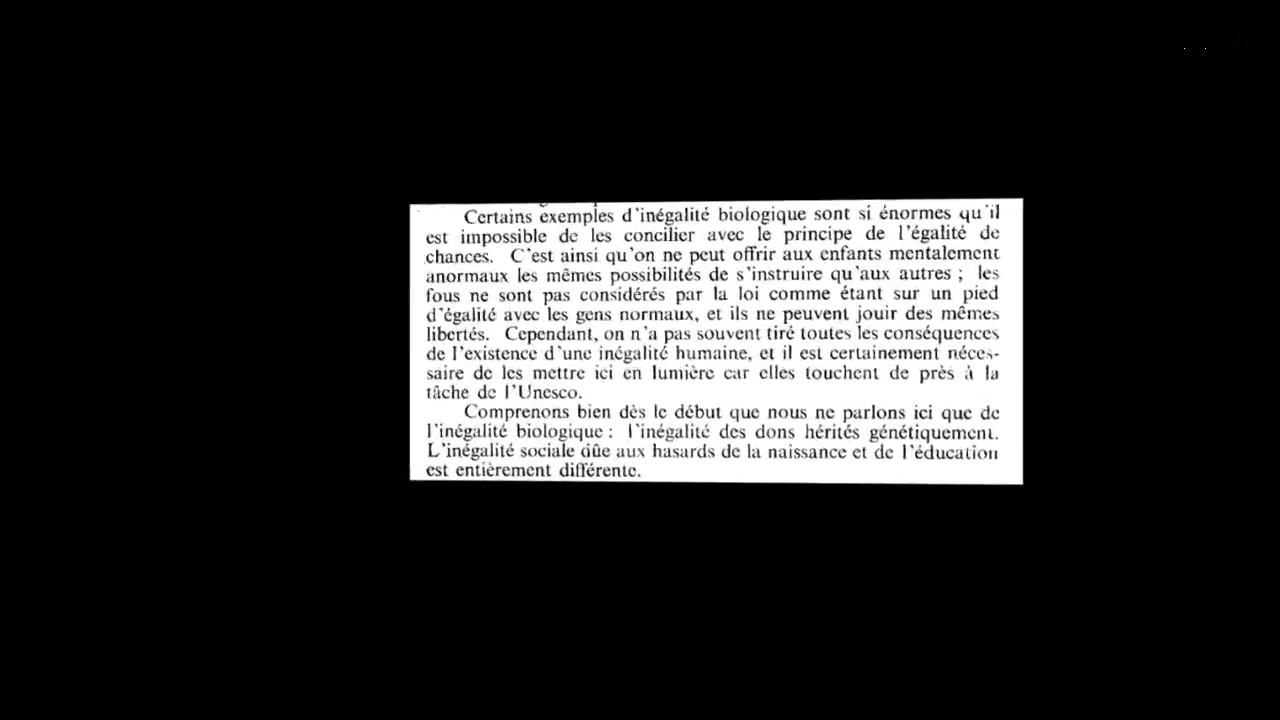 Certains exemples d'inégalité biologique sont si énormes qu'il
est impossible de les concilier avec le principe de l'égalité de
chances. C'est ainsi qu'on ne peut offrir aux enfants mentalement
anormaux les mêmes possibilités de s'instruire qu'aux autres ; les
fous ne sont pas considérés par la loi comme étant sur un pied
d'égalité avec les gens normaux, et ils ne peuvent jouir des mêmes
libertés. Cependant, on n'a pas souvent tiré toutes les conséquences
de l'existence d'une inégalité humaine, et il est certainement néces-
saire de les mettre ici en lumière car elles touchent de près à la
tâche de l'Unesco.
Comprenons bien dès le début que nous ne parlons ici que de
l'inégalité biologique : l'inégalité des dons hérités génétiquement.
L'inégalité sociale dûe aux hasards de la naissance et de l'éducation
est entièrement différente.